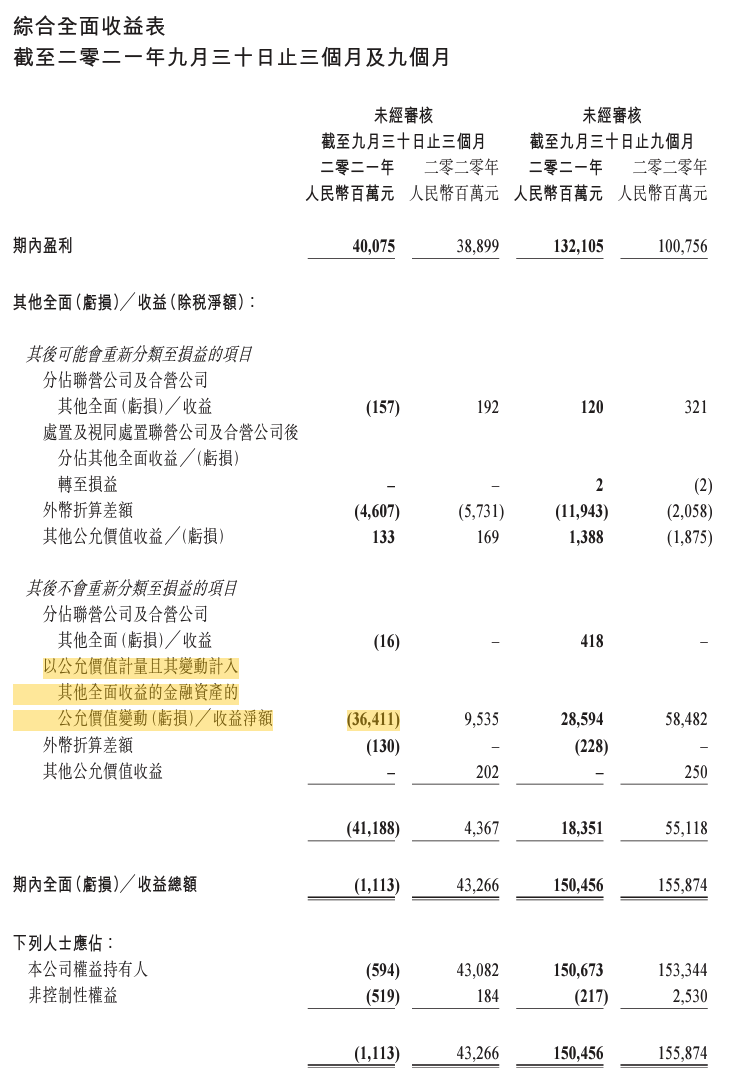 綜合全面收益表
截至二零二一年九月三十日止三個月及九個月
未經審核 未經審核
截至九月三十日止三個月 截至九月三十日止九個月
二零二一年 二零二零年 二零二一年 二零二零年
人民幣百萬元 人民幣百萬元 人民幣百萬元 人民幣百萬元
期內盈利 40,075 38,899 132,105 100,756
其他全面(虧損)╱收益(除稅淨額)：
其後可能會重新分類至損益的項目
分佔聯營公司及合營公司
其他全面(虧損)╱收益 (157) 192 120 321
處置及視同處置聯營公司及合營公司後
分佔其他全面收益╱(虧損)
轉至損益 – – 2 (2)
外幣折算差額 (4,607) (5,731) (11,943) (2,058)
其他公允價值收益╱(虧損) 133 169 1,388 (1,875)
其後不會重新分類至損益的項目
分佔聯營公司及合營公司
其他全面(虧損)╱收益 (16) – 418 –
以公允價值計量且其變動計入
其他全面收益的金融資產的
公允價值變動(虧損)╱收益淨額 (36,411) 9,535 28,594 58,482
外幣折算差額 (130) – (228) –
其他公允價值收益 – 202 – 250
(41,188) 4,367 18,351 55,118
期內全面(虧損)╱收益總額 (1,113) 43,266 150,456 155,874
下列人士應佔：
本公司權益持有人 (594) 43,082 150,673 153,344
非控制性權益 (519) 184 (217) 2,530
(1,113) 43,266 150,456 155,874